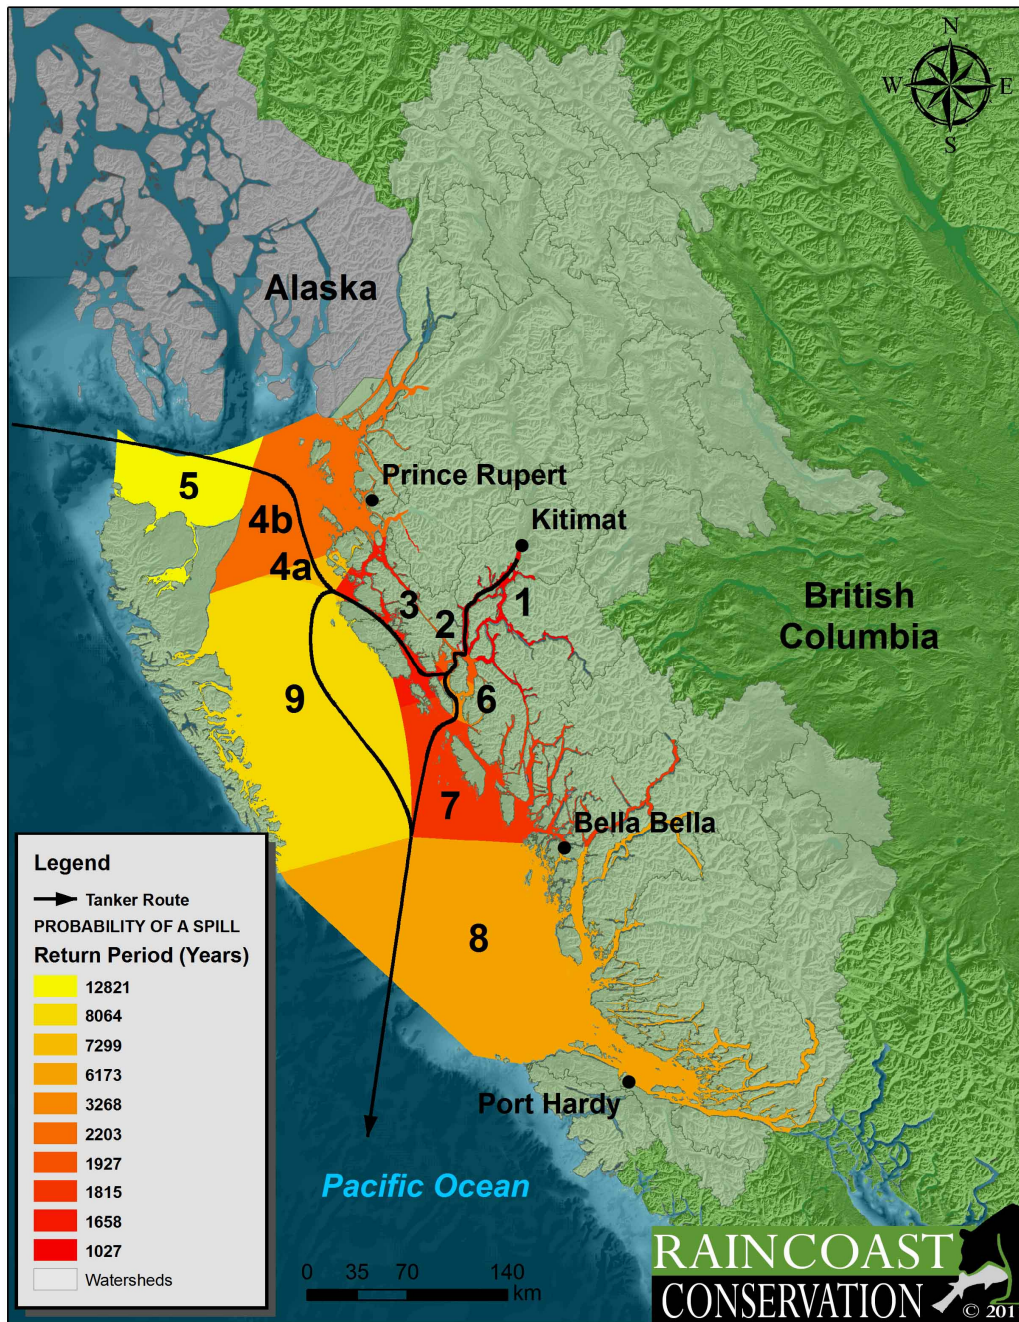 N
W E
S
Alaska
Prince Rupert
5
Kitimat
4b
4a
1
3
2
British
Columbia
9
6
7
Bella Bella
8
Port Hardy
Pacific Ocean
Legend
Tanker Route
PROBABILITY OF A SPILL
Return Period (Years)
12821
8064
7299
6173
3268
2203
1927
1815
1658
1027
Watersheds
0 35 70 140
km
RAINCOAST
CONSERVATION
© 201